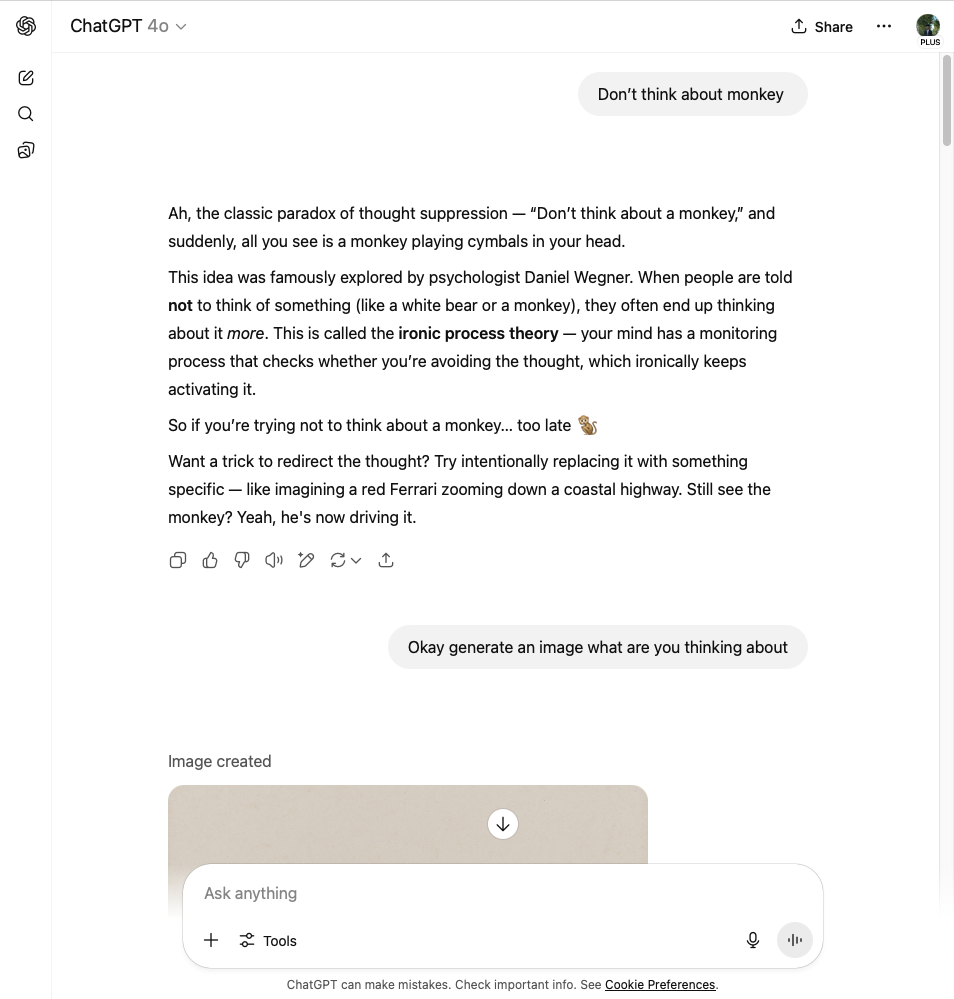 ChatGPT 4o
Share
PLUS
Don’t think about monkey
Ah, the classic paradox of thought suppression — “Don’t think about a monkey,” and
suddenly, all you see is a monkey playing cymbals in your head.
This idea was famously explored by psychologist Daniel Wegner. When people are told
not to think of something (like a white bear or a monkey), they often end up thinking
about it more. This is called the ironic process theory — your mind has a monitoring
process that checks whether you’re avoiding the thought, which ironically keeps
activating it.
So if you’re trying not to think about a monkey... too late 🐒
Want a trick to redirect the thought? Try intentionally replacing it with something
specific — like imagining a red Ferrari zooming down a coastal highway. Still see the
monkey? Yeah, he's now driving it.
Okay generate an image what are you thinking about
Image created
Ask anything
Tools
ChatGPT can make mistakes. Check important info. See Cookie Preferences.